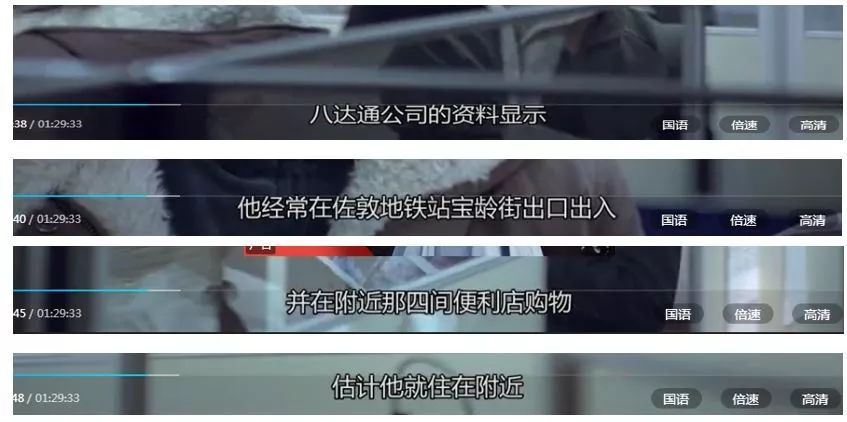 八达通公司的资料显示
:38 / 01:29:33
国语 倍速 高清
他经常在佐敦地铁站宝龄街出口出入
40 / 01:29:33
国语 倍速 高清
并在附近那四间便利店购物
45 / 01:29:33
国语 倍速 高清
估计他就住在附近
48 / 01:29:33
国语 倍速 高清